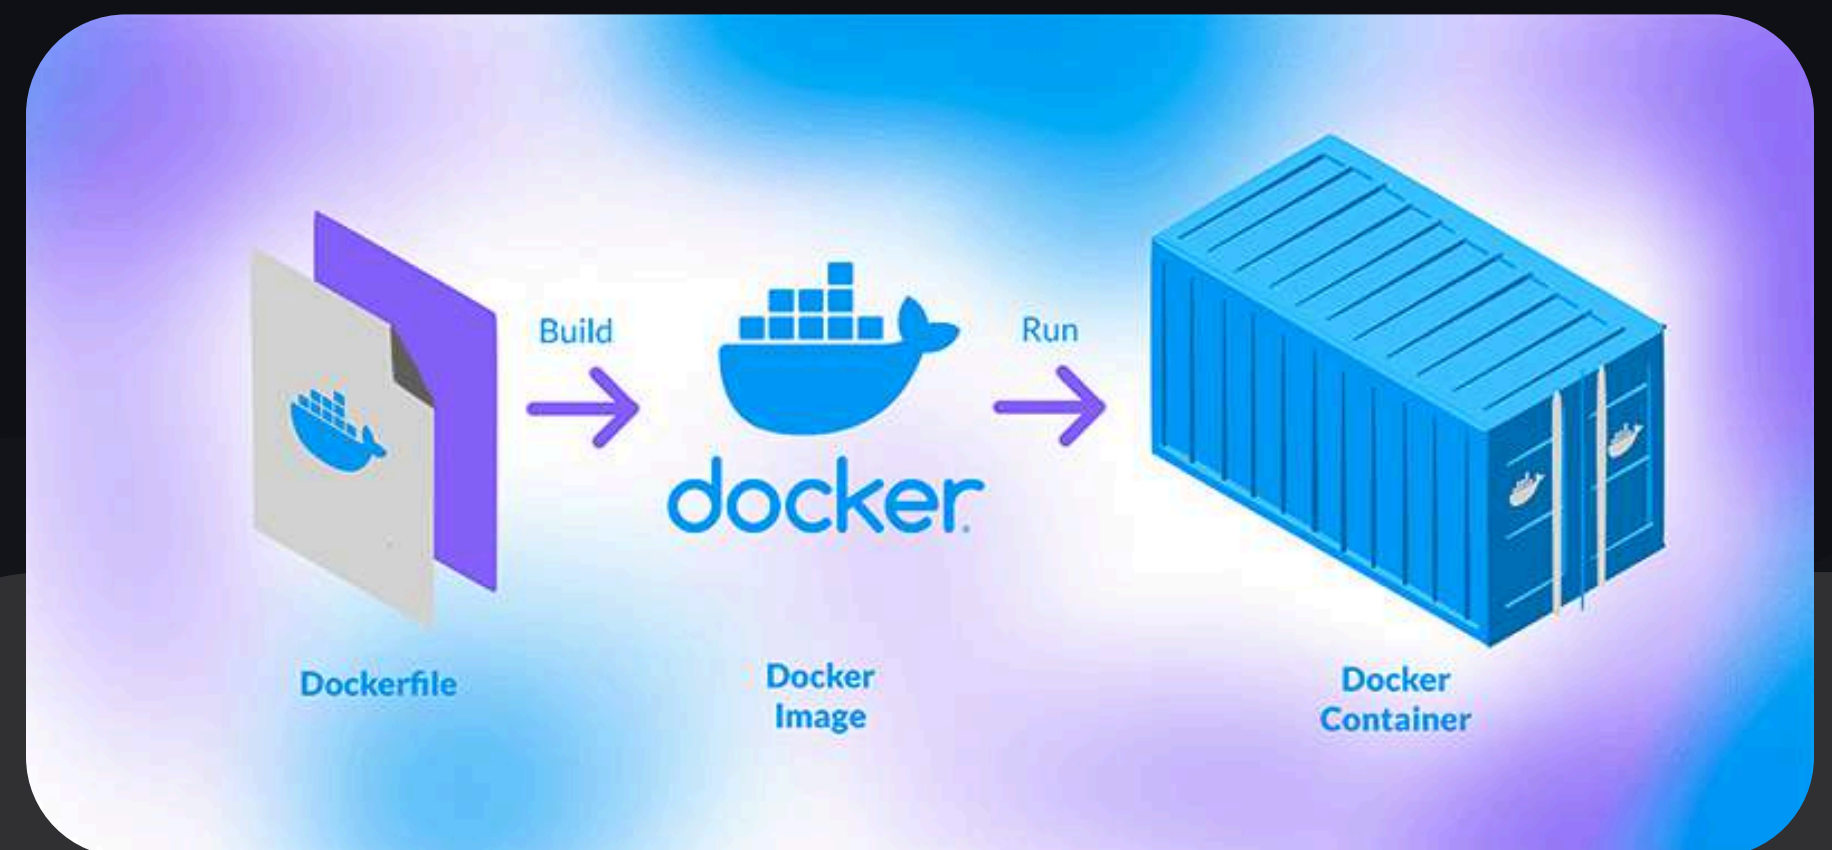 Build
Run
docker
Dockerfile
Docker
Image
Docker
Container